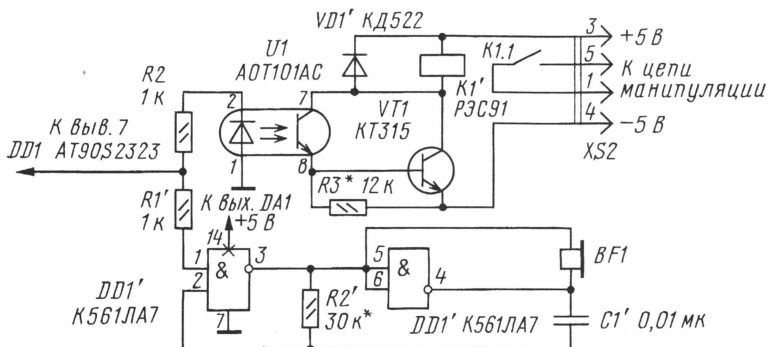 VD1' КД522
3
+5 В
U1
АОТ101АС
K1.1
5
К цепи
манипуляции
1
R2
1 к
2
7
K1'
РЭС91
VT1
КТ315
4
-5 В
К выв. 7
DD1 AT90S2323
1
8
XS2
R3* 12 к
R1'
1 к
К вых. DA1
+5 В
14
1
2
&
3
5
6
&
4
BF1
DD1'
К561ЛА7
7
R2'
30 к*
DD1' К561ЛА7
C1' 0,01 мк